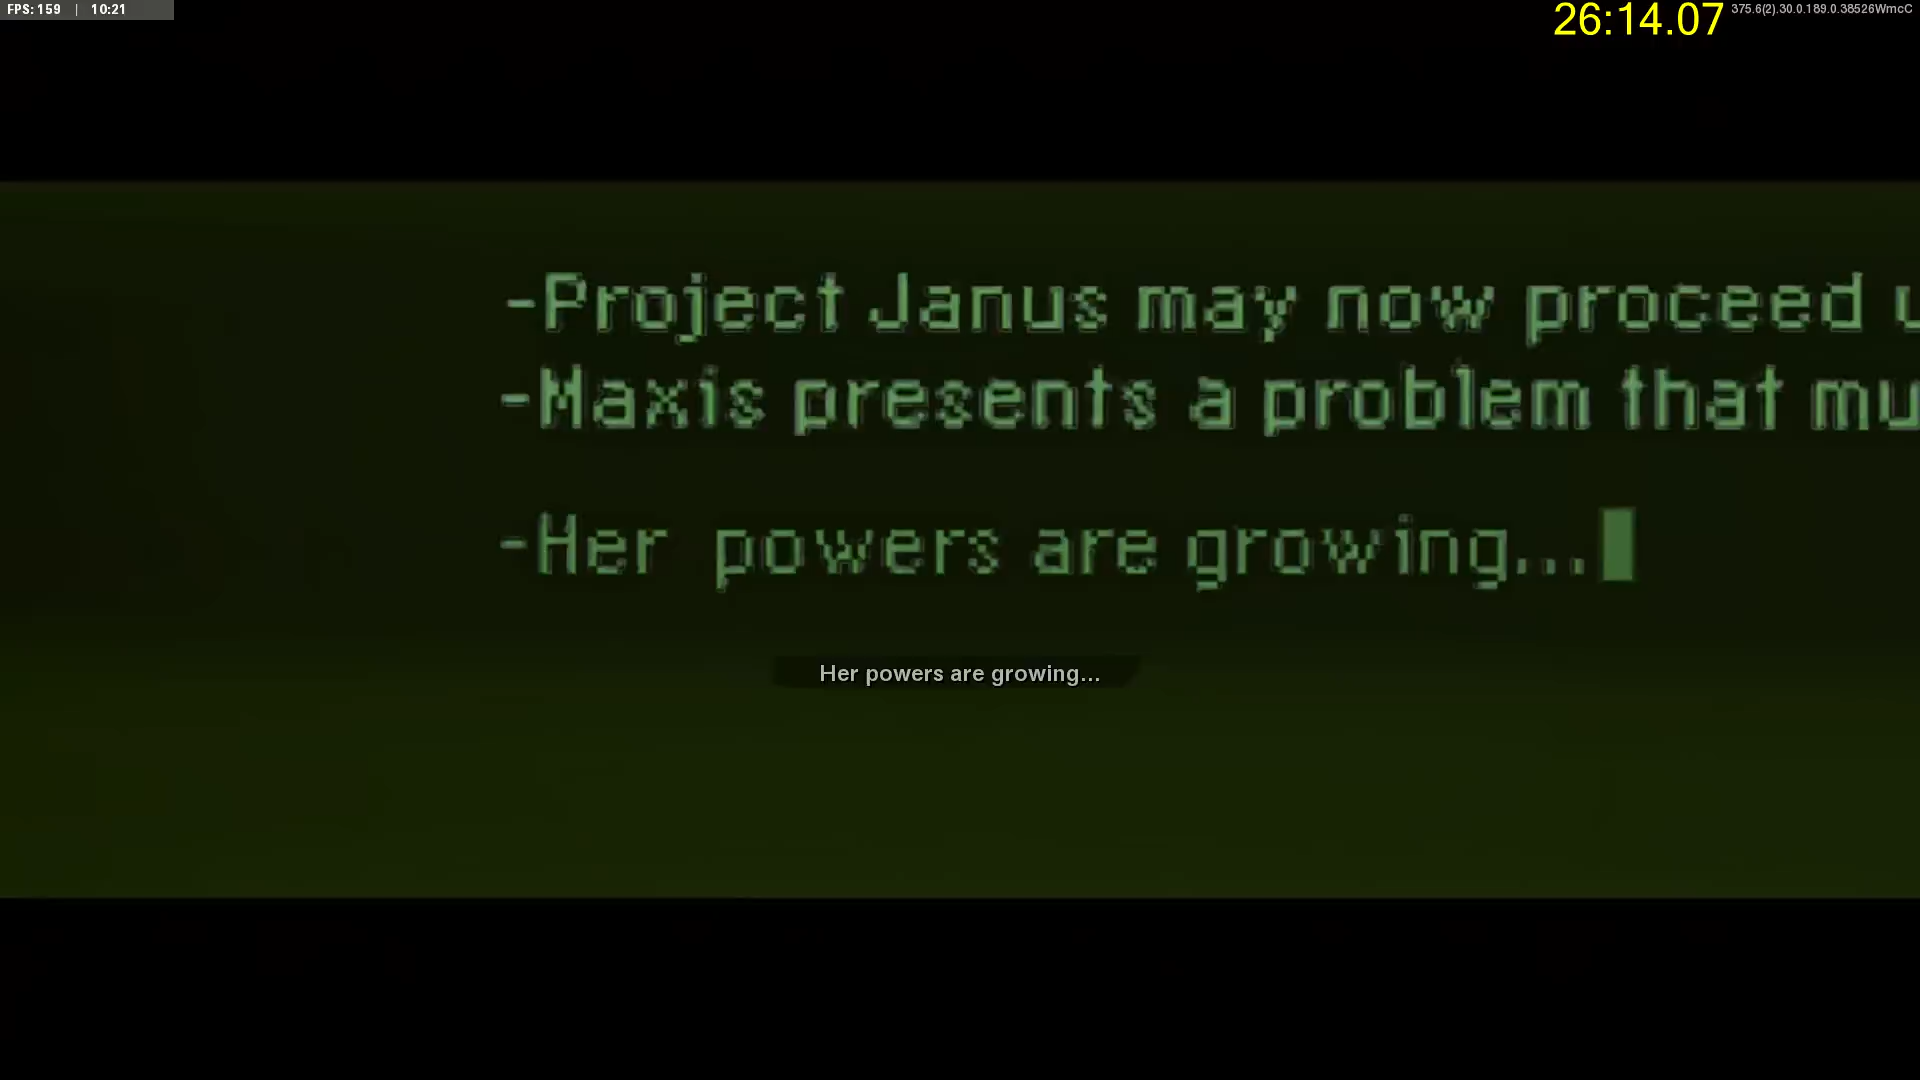 FPS: 159 | 10:21
26:14.07
375.6(2).30.0.189.0.38526WmcC
-Project Janus may now proceed
-Maxis presents a problem that
-Her powers are growing...
Her powers are growing...